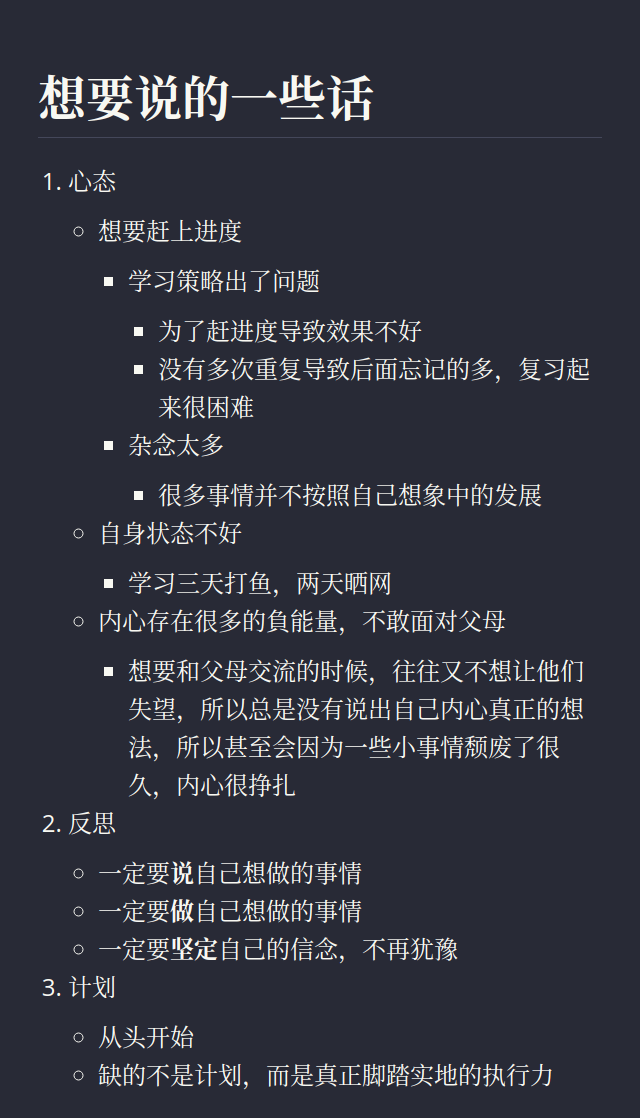 想要说的一些话
1. 心态
想要赶上进度
学习策略出了问题
为了赶进度导致效果不好
没有多次重复导致后面忘记的多，复习起
来很困难
杂念太多
很多事情并不按照自己想象中的发展
自身状态不好
学习三天打鱼，两天晒网
内心存在很多的負能量，不敢面对父母
想要和父母交流的时候，往往又不想让他们
失望，所以总是没有说出自己内心真正的想
法，所以甚至会因为一些小事情颓废了很
久，内心很挣扎
2. 反思
一定要说自己想做的事情
一定要做自己想做的事情
一定要坚定自己的信念，不再犹豫
3. 计划
从头开始
缺的不是计划，而是真正脚踏实地的执行力